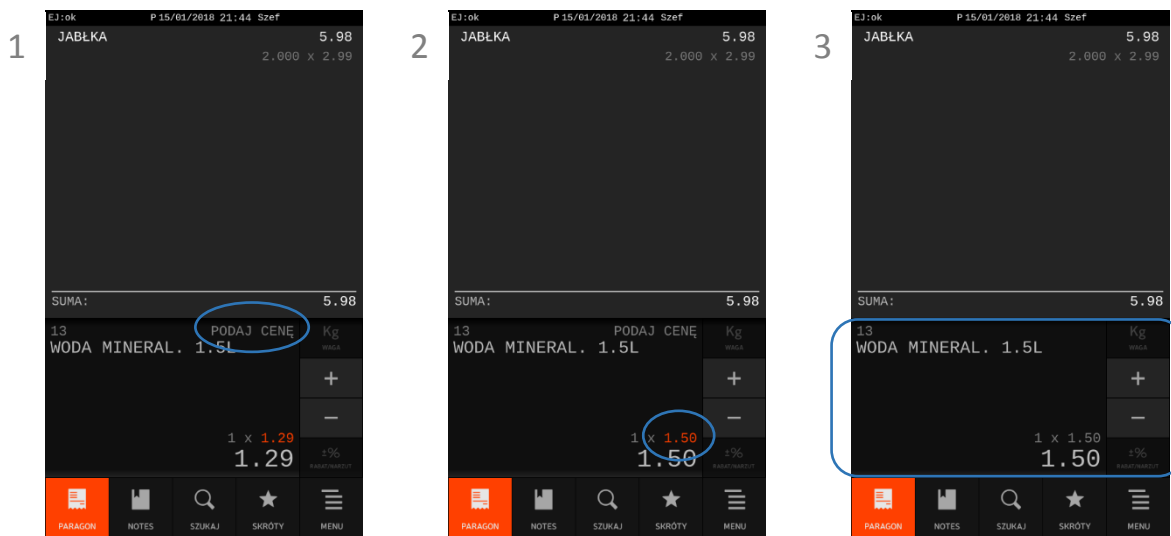 1
EJ:ok P 15/01/2018 21:44 Szef
JABŁKA 5.98
2.000 x 2.99
SUMA: 5.98
13 PODAJ CENĘ Kg
WODA MINERAL. 1.5L WAGA
+
−
1 x 1.29
1.29 ±%
RABAT/NARZUT
PARAGON NOTES SZUKAJ SKRÓTY MENU
2
EJ:ok P 15/01/2018 21:44 Szef
JABŁKA 5.98
2.000 x 2.99
SUMA: 5.98
13 PODAJ CENĘ Kg
WODA MINERAL. 1.5L WAGA
+
−
1 x 1.50
1.50 ±%
RABAT/NARZUT
PARAGON NOTES SZUKAJ SKRÓTY MENU
3
EJ:ok P 15/01/2018 21:44 Szef
JABŁKA 5.98
2.000 x 2.99
SUMA: 5.98
13 Kg
WODA MINERAL. 1.5L WAGA
+
−
1 x 1.50
1.50 ±%
RABAT/NARZUT
PARAGON NOTES SZUKAJ SKRÓTY MENU